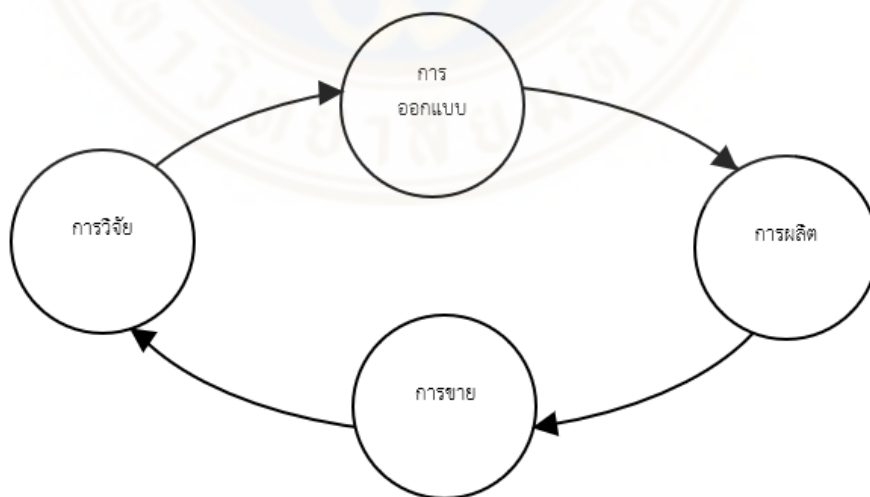 การ
ออกแบบ
การวิจัย
การผลิต
การขาย